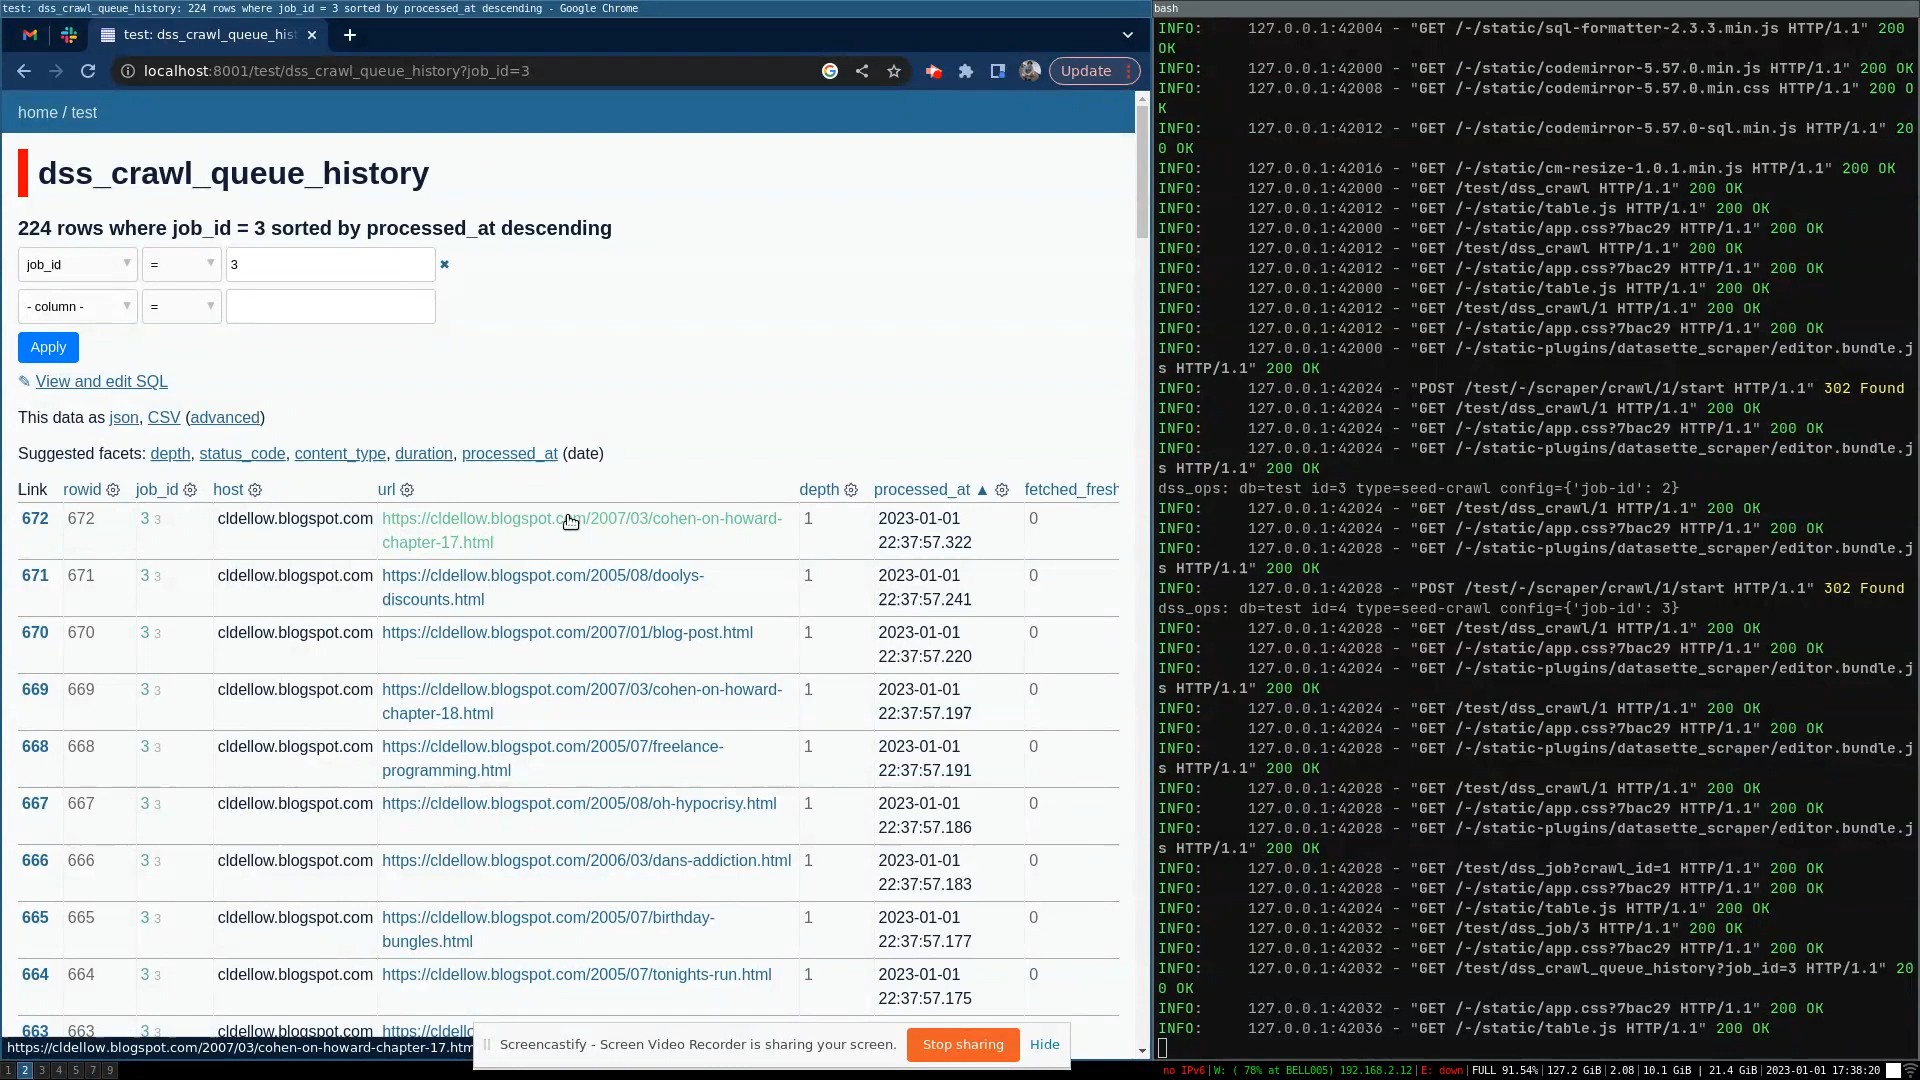 test: dss_crawl_queue_history: 224 rows where job_id = 3 sorted by processed_at descending - Google Chrome
test: dss_crawl_queue_hist
localhost:8001/test/dss_crawl_queue_history?job_id=3
Update
home / test
dss_crawl_queue_history
224 rows where job_id = 3 sorted by processed_at descending
job_id = 3 ✖
- column - =
Apply
✎ View and edit SQL
This data as json, CSV (advanced)
Suggested facets: depth, status_code, content_type, duration, processed_at (date)
Link rowid job_id host url depth processed_at ▲ fetched_fresh
672 672 3 3 cldellow.blogspot.com https://cldellow.blogspot.com/2007/03/cohen-on-howard- 1 2023-01-01 0
chapter-17.html 22:37:57.322
671 671 3 3 cldellow.blogspot.com https://cldellow.blogspot.com/2005/08/doolys- 1 2023-01-01 0
discounts.html 22:37:57.241
670 670 3 3 cldellow.blogspot.com https://cldellow.blogspot.com/2007/01/blog-post.html 1 2023-01-01 0
22:37:57.220
669 669 3 3 cldellow.blogspot.com https://cldellow.blogspot.com/2007/03/cohen-on-howard- 1 2023-01-01 0
chapter-18.html 22:37:57.197
668 668 3 3 cldellow.blogspot.com https://cldellow.blogspot.com/2005/07/freelance- 1 2023-01-01 0
programming.html 22:37:57.191
667 667 3 3 cldellow.blogspot.com https://cldellow.blogspot.com/2005/08/oh-hypocrisy.html 1 2023-01-01 0
22:37:57.186
666 666 3 3 cldellow.blogspot.com https://cldellow.blogspot.com/2006/03/dans-addiction.html 1 2023-01-01 0
22:37:57.183
665 665 3 3 cldellow.blogspot.com https://cldellow.blogspot.com/2005/07/birthday- 1 2023-01-01 0
bungles.html 22:37:57.177
664 664 3 3 cldellow.blogspot.com https://cldellow.blogspot.com/2005/07/tonights-run.html 1 2023-01-01 0
22:37:57.175
663 663 3 3 cldellow.blogspot.com https://cldello
https://cldellow.blogspot.com/2007/03/cohen-on-howard-chapter-17.htm
Screencastify - Screen Video Recorder is sharing your screen. Stop sharing Hide
bash
INFO: 127.0.0.1:42004 - "GET /-/static/sql-formatter-2.3.3.min.js HTTP/1.1" 200
OK
INFO: 127.0.0.1:42000 - "GET /-/static/codemirror-5.57.0.min.js HTTP/1.1" 200 OK
INFO: 127.0.0.1:42008 - "GET /-/static/codemirror-5.57.0.min.css HTTP/1.1" 200 O
K
INFO: 127.0.0.1:42012 - "GET /-/static/codemirror-5.57.0-sql.min.js HTTP/1.1" 20
0 OK
INFO: 127.0.0.1:42016 - "GET /-/static/cm-resize-1.0.1.min.js HTTP/1.1" 200 OK
INFO: 127.0.0.1:42000 - "GET /test/dss_crawl HTTP/1.1" 200 OK
INFO: 127.0.0.1:42012 - "GET /-/static/table.js HTTP/1.1" 200 OK
INFO: 127.0.0.1:42000 - "GET /-/static/app.css?7bac29 HTTP/1.1" 200 OK
INFO: 127.0.0.1:42012 - "GET /test/dss_crawl HTTP/1.1" 200 OK
INFO: 127.0.0.1:42012 - "GET /-/static/app.css?7bac29 HTTP/1.1" 200 OK
INFO: 127.0.0.1:42000 - "GET /-/static/table.js HTTP/1.1" 200 OK
INFO: 127.0.0.1:42012 - "GET /test/dss_crawl/1 HTTP/1.1" 200 OK
INFO: 127.0.0.1:42012 - "GET /-/static/app.css?7bac29 HTTP/1.1" 200 OK
INFO: 127.0.0.1:42000 - "GET /-/static-plugins/datasette_scraper/editor.bundle.j
s HTTP/1.1" 200 OK
INFO: 127.0.0.1:42024 - "POST /test/-/scraper/crawl/1/start HTTP/1.1" 302 Found
INFO: 127.0.0.1:42024 - "GET /test/dss_crawl/1 HTTP/1.1" 200 OK
INFO: 127.0.0.1:42024 - "GET /-/static/app.css?7bac29 HTTP/1.1" 200 OK
INFO: 127.0.0.1:42024 - "GET /-/static-plugins/datasette_scraper/editor.bundle.j
s HTTP/1.1" 200 OK
dss_ops: db=test id=3 type=seed-crawl config={'job-id': 2}
INFO: 127.0.0.1:42024 - "GET /test/dss_crawl/1 HTTP/1.1" 200 OK
INFO: 127.0.0.1:42024 - "GET /-/static/app.css?7bac29 HTTP/1.1" 200 OK
INFO: 127.0.0.1:42028 - "GET /-/static-plugins/datasette_scraper/editor.bundle.j
s HTTP/1.1" 200 OK
INFO: 127.0.0.1:42028 - "POST /test/-/scraper/crawl/1/start HTTP/1.1" 302 Found
dss_ops: db=test id=4 type=seed-crawl config={'job-id': 3}
INFO: 127.0.0.1:42028 - "GET /test/dss_crawl/1 HTTP/1.1" 200 OK
INFO: 127.0.0.1:42028 - "GET /-/static/app.css?7bac29 HTTP/1.1" 200 OK
INFO: 127.0.0.1:42024 - "GET /-/static-plugins/datasette_scraper/editor.bundle.j
s HTTP/1.1" 200 OK
INFO: 127.0.0.1:42024 - "GET /test/dss_crawl/1 HTTP/1.1" 200 OK
INFO: 127.0.0.1:42024 - "GET /-/static/app.css?7bac29 HTTP/1.1" 200 OK
INFO: 127.0.0.1:42028 - "GET /-/static-plugins/datasette_scraper/editor.bundle.j
s HTTP/1.1" 200 OK
INFO: 127.0.0.1:42028 - "GET /test/dss_crawl/1 HTTP/1.1" 200 OK
INFO: 127.0.0.1:42028 - "GET /-/static/app.css?7bac29 HTTP/1.1" 200 OK
INFO: 127.0.0.1:42028 - "GET /-/static-plugins/datasette_scraper/editor.bundle.j
s HTTP/1.1" 200 OK
INFO: 127.0.0.1:42028 - "GET /test/dss_job?crawl_id=1 HTTP/1.1" 200 OK
INFO: 127.0.0.1:42028 - "GET /-/static/app.css?7bac29 HTTP/1.1" 200 OK
INFO: 127.0.0.1:42024 - "GET /-/static/table.js HTTP/1.1" 200 OK
INFO: 127.0.0.1:42032 - "GET /test/dss_job/3 HTTP/1.1" 200 OK
INFO: 127.0.0.1:42032 - "GET /-/static/app.css?7bac29 HTTP/1.1" 200 OK
INFO: 127.0.0.1:42032 - "GET /test/dss_crawl_queue_history?job_id=3 HTTP/1.1" 20
0 OK
INFO: 127.0.0.1:42032 - "GET /-/static/app.css?7bac29 HTTP/1.1" 200 OK
INFO: 127.0.0.1:42036 - "GET /-/static/table.js HTTP/1.1" 200 OK
1 2 3 4 5 7 9
no IPv6|W: ( 78% at BELL005) 192.168.2.12|E: down|FULL 91.54%|127.2 GiB|2.08|10.1 GiB | 21.4 GiB|2023-01-01 17:38:20